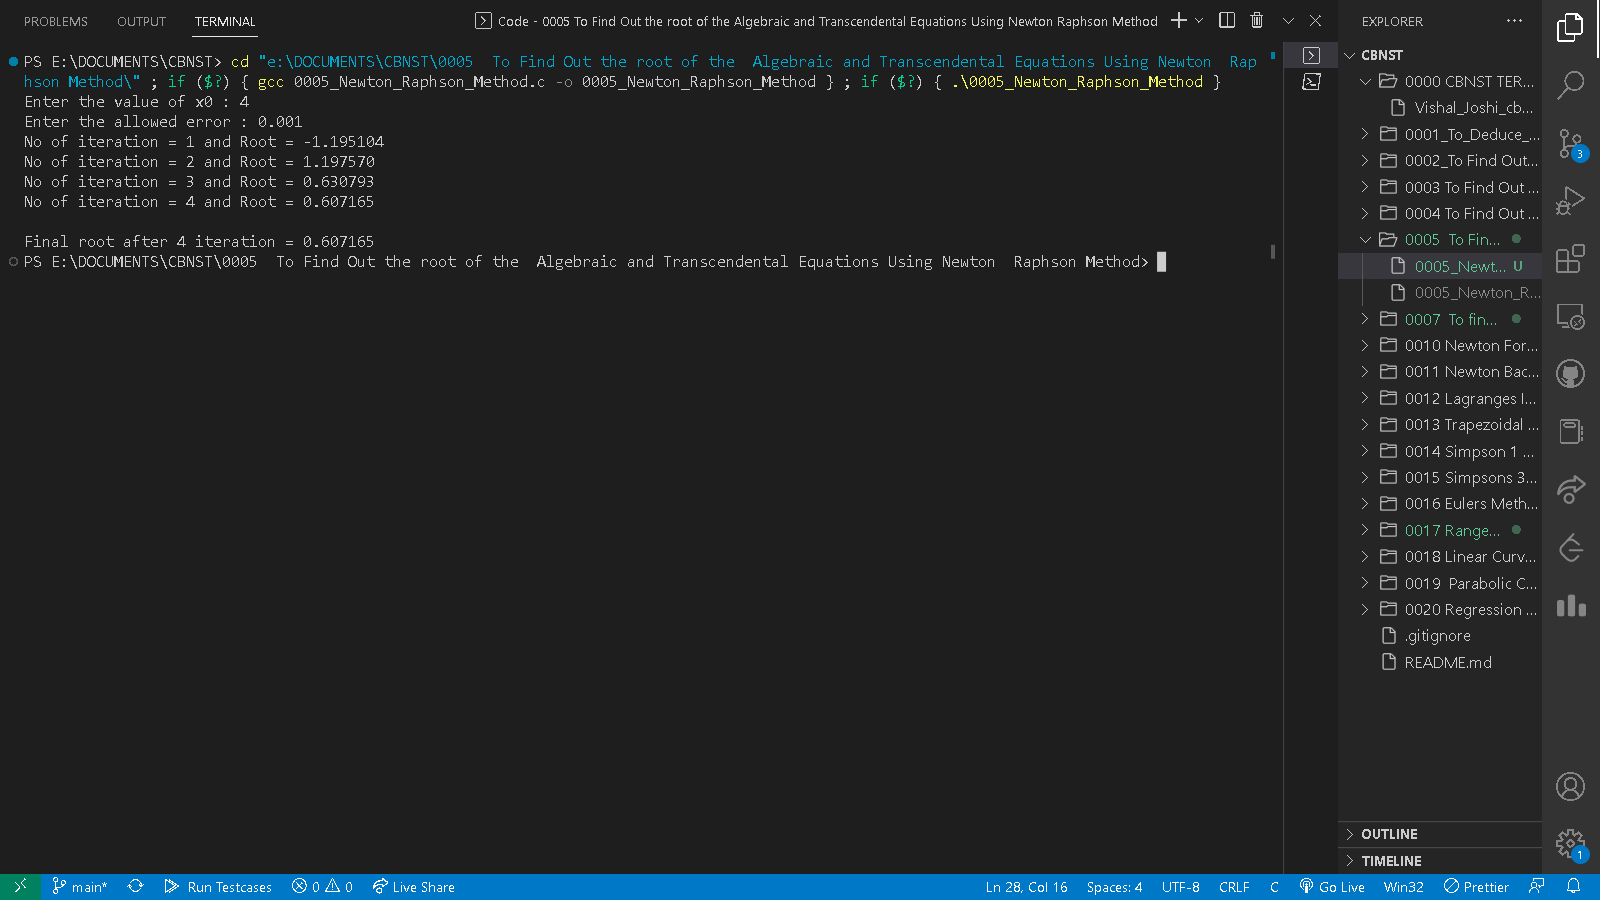 PROBLEMS OUTPUT TERMINAL
Code - 0005 To Find Out the root of the Algebraic and Transcendental Equations Using Newton Raphson Method
PS E:\DOCUMENTS\CBNST> cd "e:\DOCUMENTS\CBNST\0005  To Find Out the root of the  Algebraic and Transcendental Equations Using Newton  Rap
hson Method\" ; if ($?) { gcc 0005_Newton_Raphson_Method.c -o 0005_Newton_Raphson_Method } ; if ($?) { .\0005_Newton_Raphson_Method }
Enter the value of x0 : 4
Enter the allowed error : 0.001
No of iteration = 1 and Root = -1.195104
No of iteration = 2 and Root = 1.197570
No of iteration = 3 and Root = 0.630793
No of iteration = 4 and Root = 0.607165
Final root after 4 iteration = 0.607165
PS E:\DOCUMENTS\CBNST\0005  To Find Out the root of the  Algebraic and Transcendental Equations Using Newton  Raphson Method>
EXPLORER
CBNST
0000 CBNST TER...
Vishal_Joshi_cb...
0001_To_Deduce_...
0002_To Find Out...
0003 To Find Out ...
0004 To Find Out ...
0005  To Fin...
0005_Newt... U
0005_Newton_R...
0007  To fin...
0010 Newton For...
0011 Newton Bac...
0012 Lagranges I...
0013 Trapezoidal ...
0014 Simpson 1 ...
0015 Simpsons 3...
0016 Eulers Meth...
0017 Range...
0018 Linear Curv...
0019  Parabolic C...
0020 Regression ...
.gitignore
README.md
OUTLINE
TIMELINE
3
1
main* Run Testcases 0 0 Live Share Ln 28, Col 16 Spaces: 4 UTF-8 CRLF C Go Live Win32 Prettier